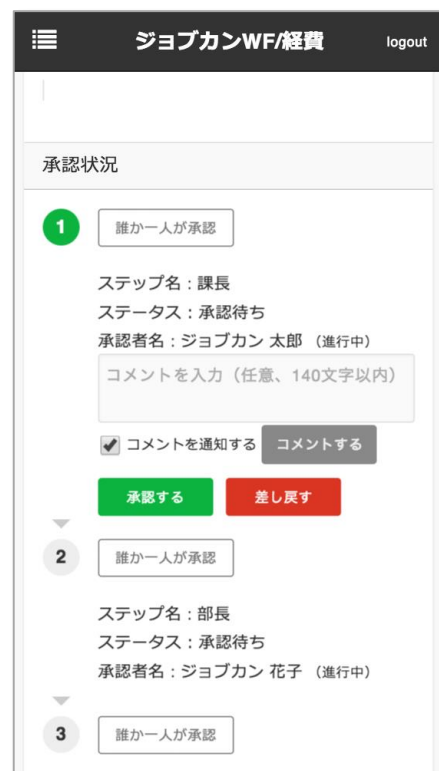 ジョブカンWF/経費 logout
承認状況
1 誰か一人が承認
ステップ名：課長
ステータス：承認待ち
承認者名：ジョブカン 太郎 （進行中）
コメントを入力（任意、140文字以内）
コメントを通知する コメントする
承認する 差し戻す
2 誰か一人が承認
ステップ名：部長
ステータス：承認待ち
承認者名：ジョブカン 花子 （進行中）
3 誰か一人が承認